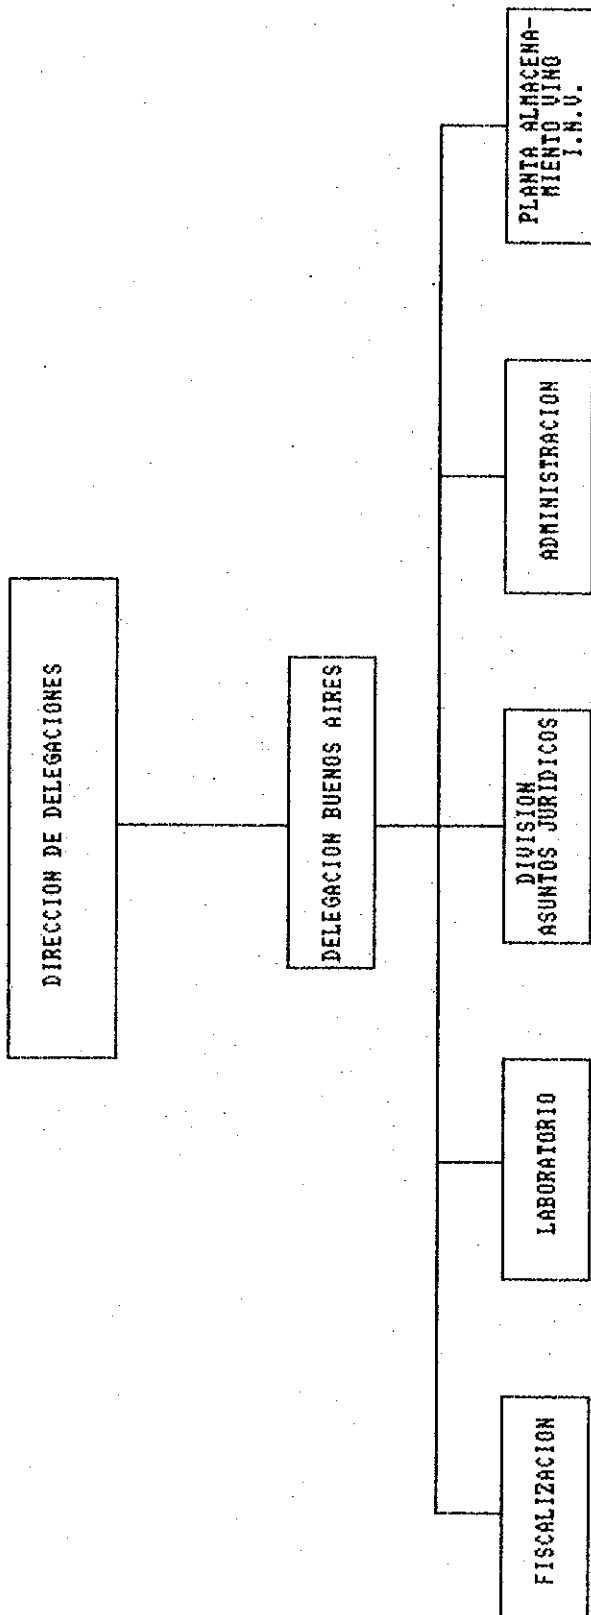 DIRECCION DE DELEGACIONES
DELEGACION BUENOS AIRES
FISCALIZACION
LABORATORIO
DIVISION
ASUNTOS JURIDICOS
ADMINISTRACION
PLANTA ALMACENA-
MIENTO VINO
I.N.V.